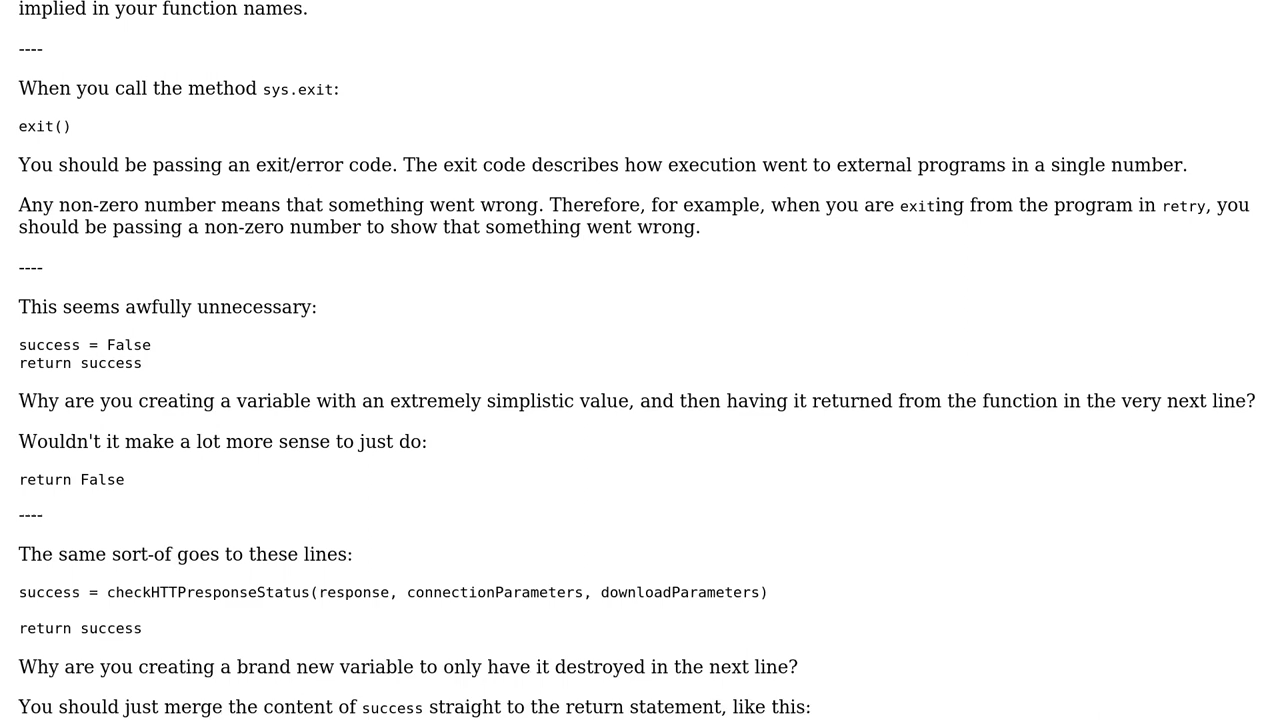 implied in your function names.
----
When you call the method sys.exit:
exit()
You should be passing an exit/error code. The exit code describes how execution went to external programs in a single number.
Any non-zero number means that something went wrong. Therefore, for example, when you are exiting from the program in retry, you
should be passing a non-zero number to show that something went wrong.
----
This seems awfully unnecessary:
success = False
return success
Why are you creating a variable with an extremely simplistic value, and then having it returned from the function in the very next line?
Wouldn't it make a lot more sense to just do:
return False
----
The same sort-of goes to these lines:
success = checkHTTPresponseStatus(response, connectionParameters, downloadParameters)
return success
Why are you creating a brand new variable to only have it destroyed in the next line?
You should just merge the content of success straight to the return statement, like this: